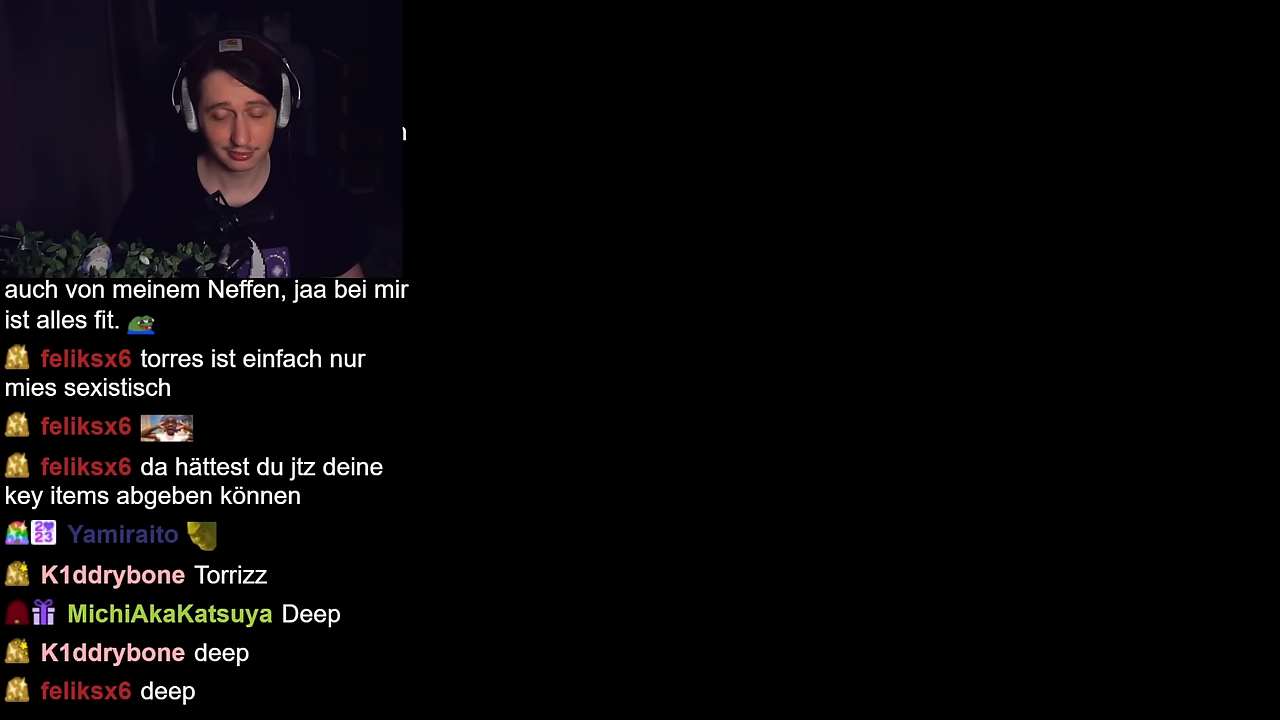 auch von meinem Neffen, jaa bei mir
ist alles fit.
feliksx6 torres ist einfach nur
mies sexistisch
feliksx6
feliksx6 da hättest du jtz deine
key items abgeben können
Yamiraito
K1ddrybone Torrizz
MichiAkaKatsuya Deep
K1ddrybone deep
feliksx6 deep